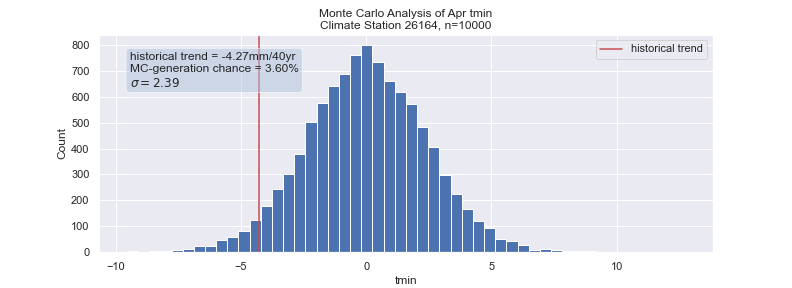 Monte Carlo Analysis of Apr tmin
Climate Station 26164, n=10000
historical trend = -4.27mm/40yr
MC-generation chance = 3.60%
σ = 2.39
historical trend
800
700
600
500
400
300
200
100
0
Count
−10
−5
0
5
10
tmin